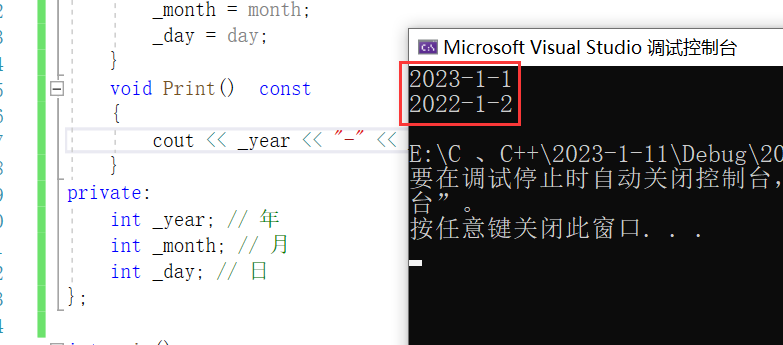 _month = month;
_day = day;
}
void Print() const
{
cout << _year << "-" <<
}
private:
int _year; // 年
int _month; // 月
int _day; // 日
};
Microsoft Visual Studio 调试控制台
2023-1-1
2022-1-2
E:\C 、C++\2023-1-11\Debug\20
要在调试停止时自动关闭控制台,
台”。
按任意键关闭此窗口. . .